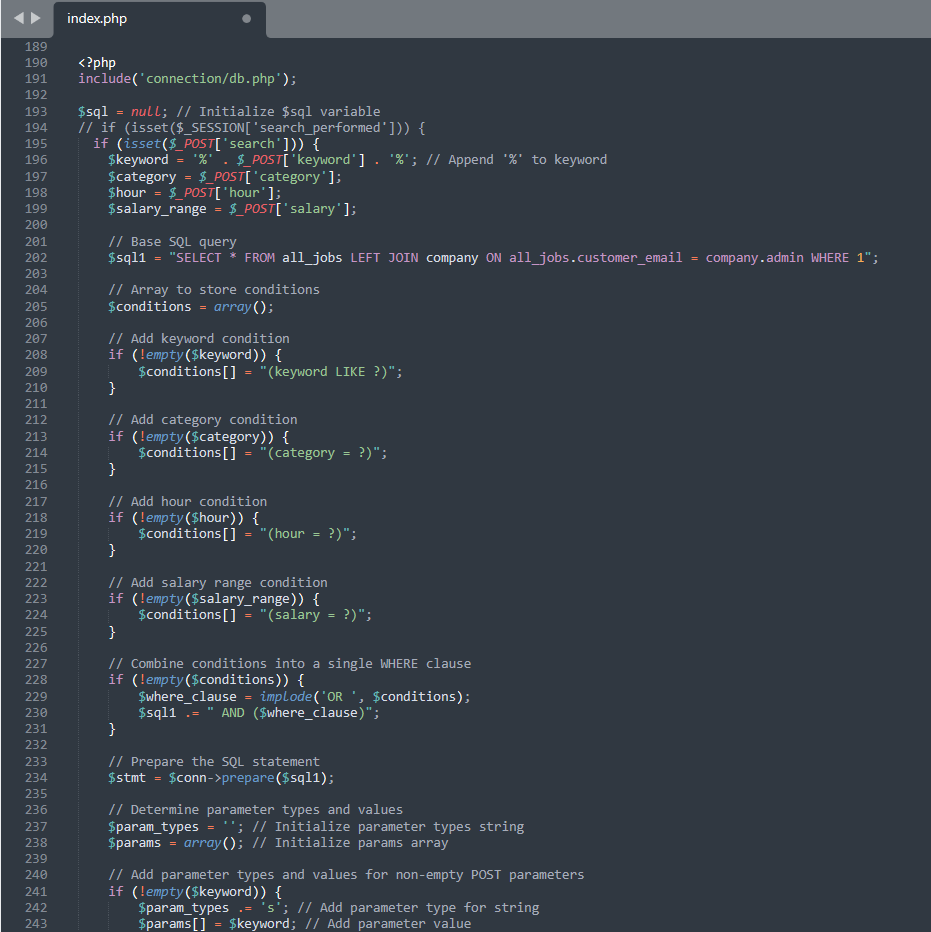 index.php
189
190 <?php
191 include('connection/db.php');
192
193 $sql = null; // Initialize $sql variable
194 // if (isset($_SESSION['search_performed'])) {
195 if (isset($_POST['search'])) {
196 $keyword = '%' . $_POST['keyword'] . '%'; // Append '%' to keyword
197 $category = $_POST['category'];
198 $hour = $_POST['hour'];
199 $salary_range = $_POST['salary'];
200
201 // Base SQL query
202 $sql1 = "SELECT * FROM all_jobs LEFT JOIN company ON all_jobs.customer_email = company.admin WHERE 1";
203
204 // Array to store conditions
205 $conditions = array();
206
207 // Add keyword condition
208 if (!empty($keyword)) {
209 $conditions[] = "(keyword LIKE ?)";
210 }
211
212 // Add category condition
213 if (!empty($category)) {
214 $conditions[] = "(category = ?)";
215 }
216
217 // Add hour condition
218 if (!empty($hour)) {
219 $conditions[] = "(hour = ?)";
220 }
221
222 // Add salary range condition
223 if (!empty($salary_range)) {
224 $conditions[] = "(salary = ?)";
225 }
226
227 // Combine conditions into a single WHERE clause
228 if (!empty($conditions)) {
229 $where_clause = implode('OR ', $conditions);
230 $sql1 .= " AND ($where_clause)";
231 }
232
233 // Prepare the SQL statement
234 $stmt = $conn->prepare($sql1);
235
236 // Determine parameter types and values
237 $param_types = ''; // Initialize parameter types string
238 $params = array(); // Initialize params array
239
240 // Add parameter types and values for non-empty POST parameters
241 if (!empty($keyword)) {
242 $param_types .= 's'; // Add parameter type for string
243 $params[] = $keyword; // Add parameter value